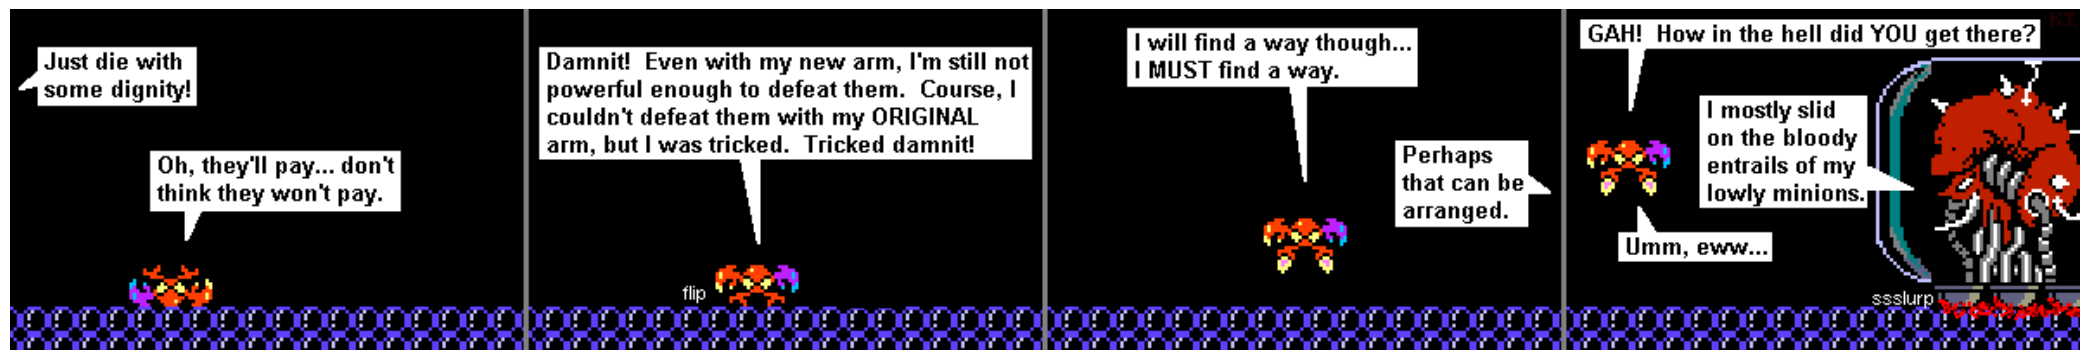 Just die with
some dignity!
Oh, they'll pay... don't
think they won't pay.
Damnit!  Even with my new arm, I'm still not
powerful enough to defeat them.  Course, I
couldn't defeat them with my ORIGINAL
arm, but I was tricked.  Tricked damnit!
flip
I will find a way though...
I MUST find a way.
Perhaps
that can be
arranged.
GAH!  How in the hell did YOU get there?
I mostly slid
on the bloody
entrails of my
lowly minions.
Umm, eww...
ssslurp